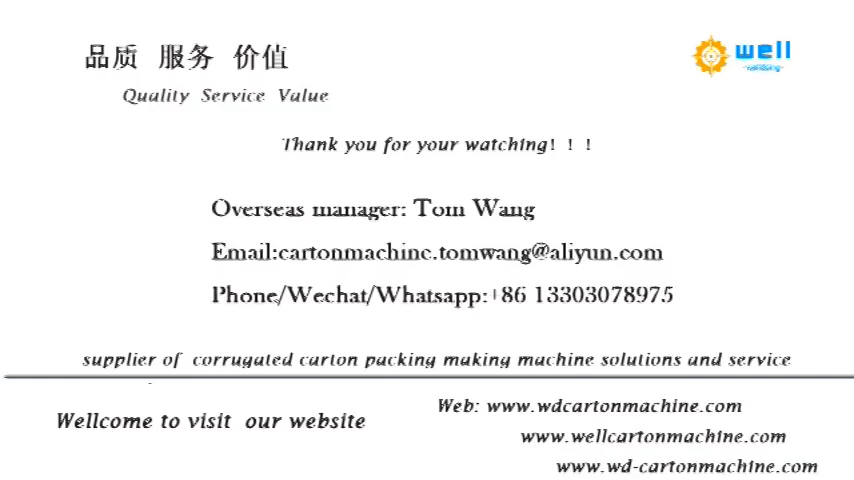 品质 服务 价值
well
Quality Service Value
Thank you for your watching！！！
Overseas manager: Tom Wang
Email:cartonmachine.tomwang@aliyun.com
Phone/Wechat/Whatsapp:+86 13303078975
supplier of corrugated carton packing making machine solutions and service
Wellcome to visit our website
Web: www.wdcartonmachine.com
www.wellcartonmachine.com
www.wd-cartonmachine.com